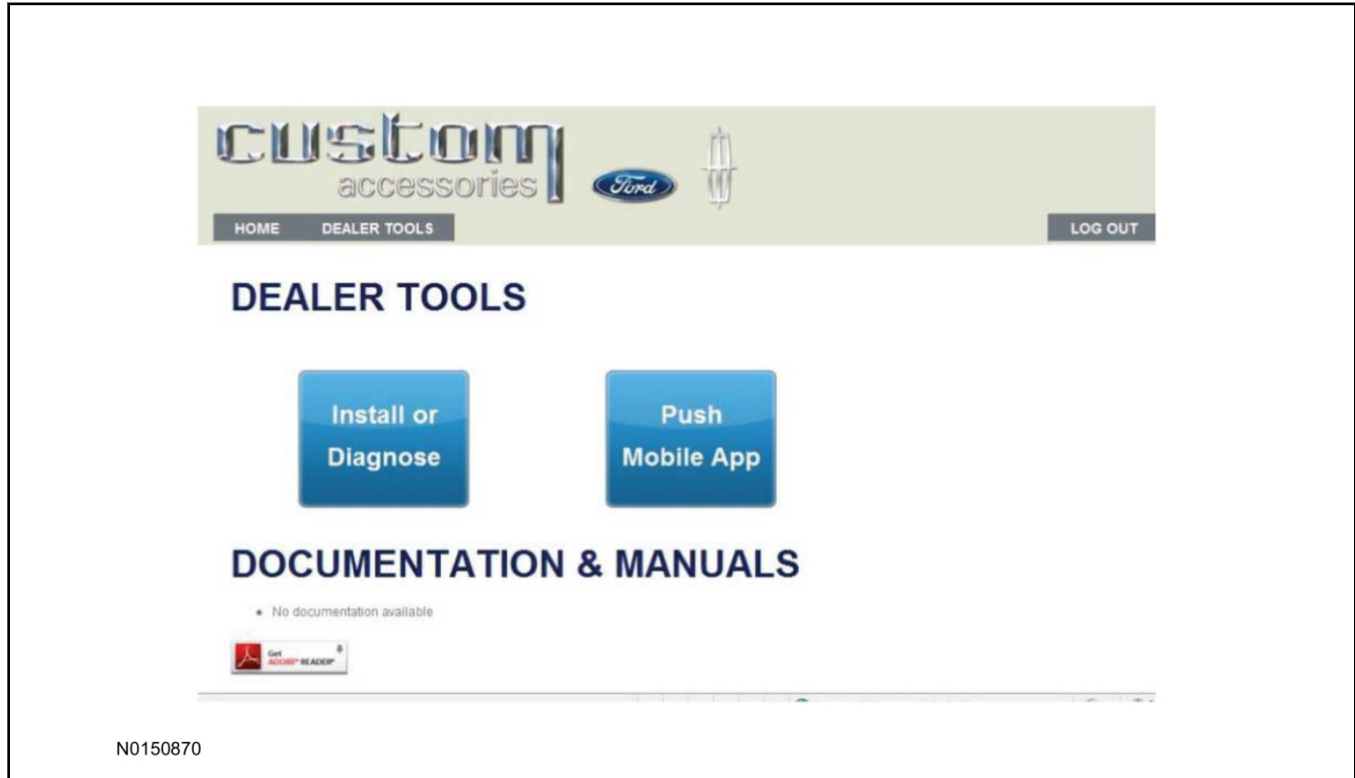 custom
accessories
Ford
HOME DEALER TOOLS LOG OUT
DEALER TOOLS
Install or
Diagnose
Push
Mobile App
DOCUMENTATION & MANUALS
• No documentation available
Get
ADOBE® READER®
N0150870